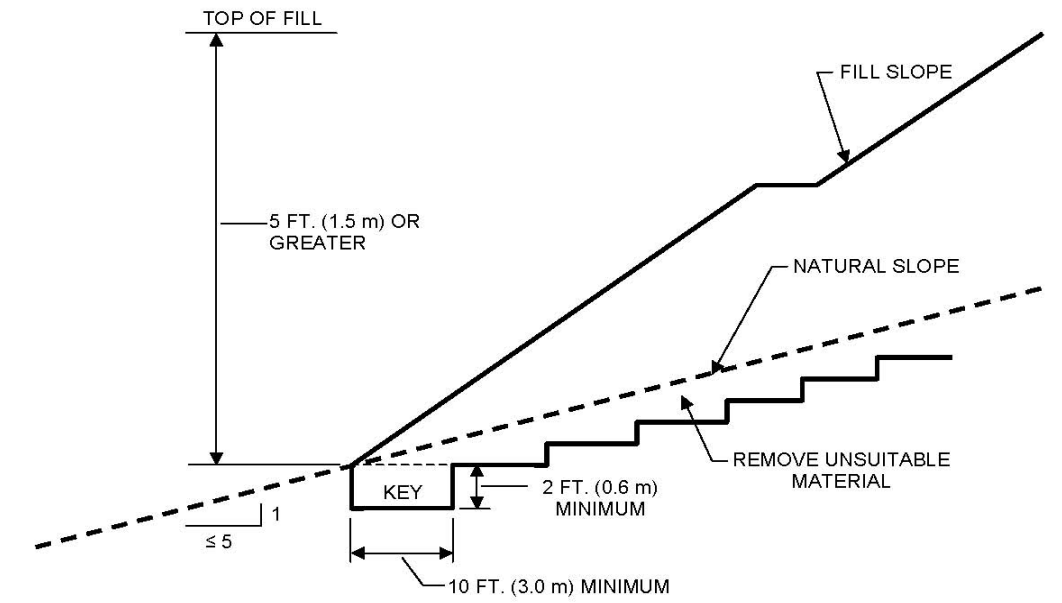 TOP OF FILL
FILL SLOPE
5 FT. (1.5 m) OR
GREATER
NATURAL SLOPE
REMOVE UNSUITABLE
MATERIAL
KEY
2 FT. (0.6 m)
MINIMUM
1
≤ 5
10 FT. (3.0 m) MINIMUM